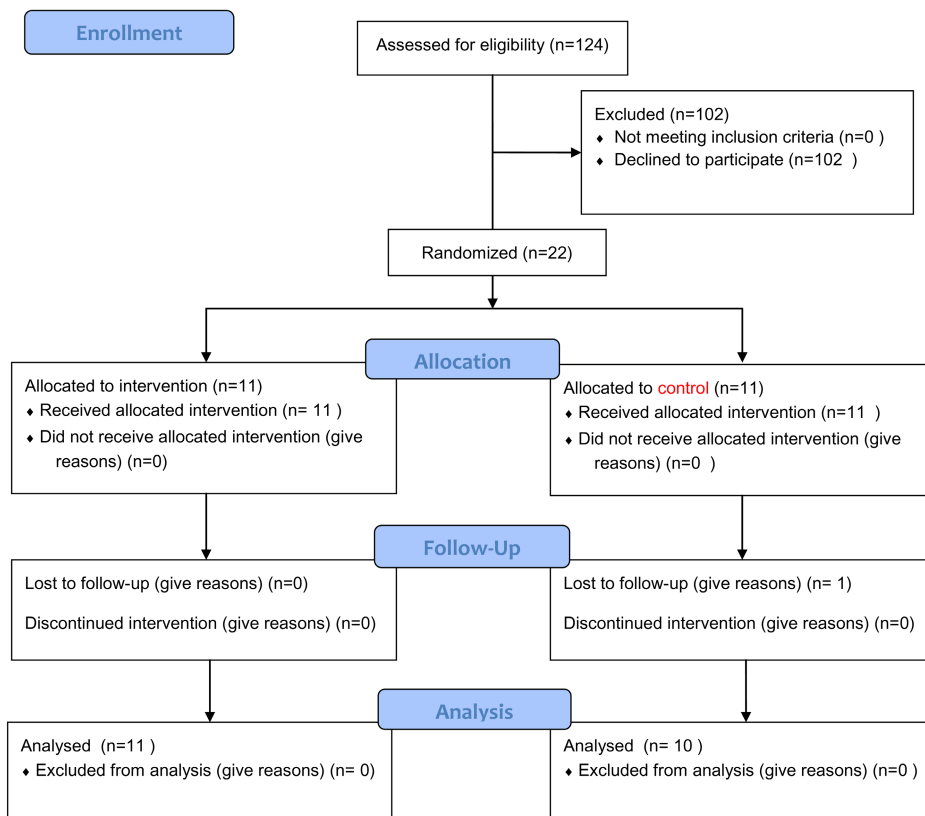 Enrollment
Assessed for eligibility (n=124)
Excluded (n=102)
♦ Not meeting inclusion criteria (n=0 )
♦ Declined to participate (n=102  )
Randomized (n=22)
Allocation
Allocated to intervention (n=11)
♦ Received allocated intervention (n= 11 )
♦ Did not receive allocated intervention (give
reasons) (n=0)
Allocated to control (n=11)
♦ Received allocated intervention (n=11  )
♦ Did not receive allocated intervention (give
reasons) (n=0  )
Follow-Up
Lost to follow-up (give reasons) (n=0)
Discontinued intervention (give reasons) (n=0)
Lost to follow-up (give reasons) (n= 1)
Discontinued intervention (give reasons) (n=0)
Analysis
Analysed  (n=11 )
♦ Excluded from analysis (give reasons) (n= 0)
Analysed  (n= 10 )
♦ Excluded from analysis (give reasons) (n=0 )